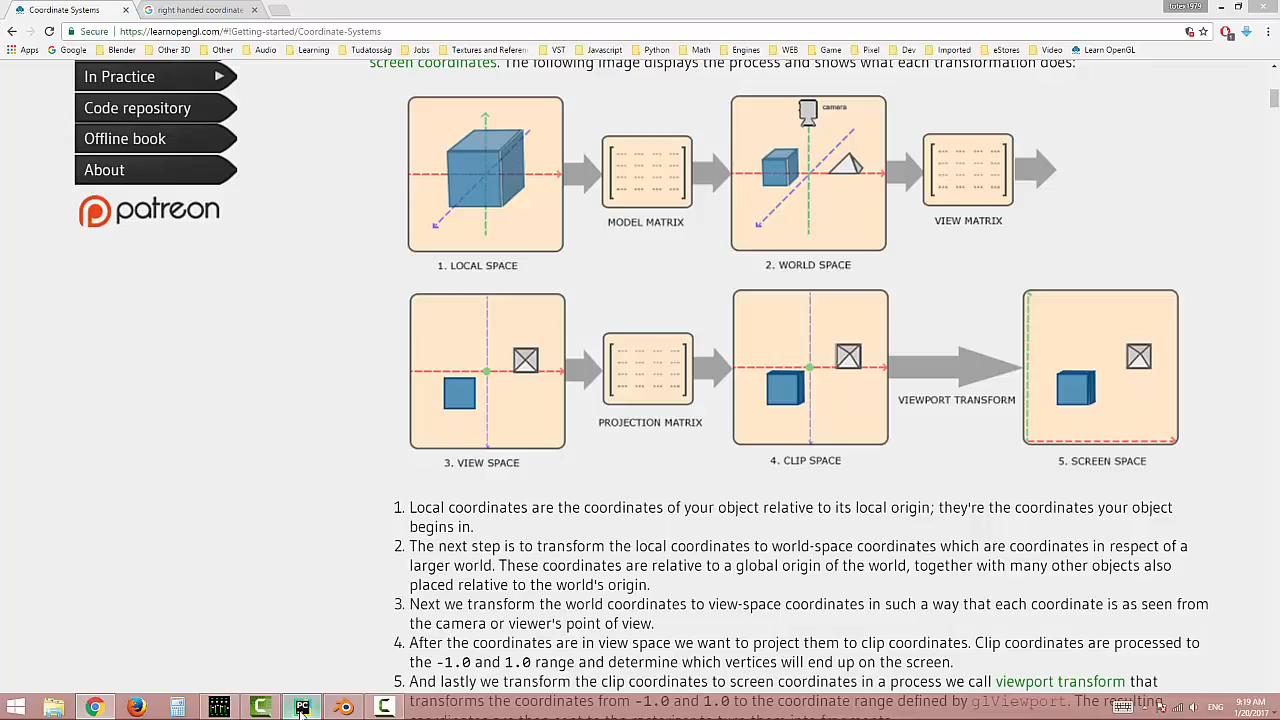 Coordinate Systems
right handed coordinate
lotex1979
Secure
https://learnopengl.com/#!Getting-started/Coordinate-Systems
Apps
Google
Blender
Other 3D
Other
Audio
Learning
Tudatosság
Jobs
Textures and Referen
VST
Javascript
Python
Math
Engines
WEB
Game
Pixel
Dev
Imported
eStores
Video
Learn OpenGL
In Practice
Code repository
Offline book
About
patreon
screen coordinates. The following image displays the process and shows what each transformation does:
camera
MODEL MATRIX
VIEW MATRIX
1. LOCAL SPACE
2. WORLD SPACE
PROJECTION MATRIX
VIEWPORT TRANSFORM
3. VIEW SPACE
4. CLIP SPACE
5. SCREEN SPACE
1. Local coordinates are the coordinates of your object relative to its local origin; they're the coordinates your object
begins in.
2. The next step is to transform the local coordinates to world-space coordinates which are coordinates in respect of a
larger world. These coordinates are relative to a global origin of the world, together with many other objects also
placed relative to the world's origin.
3. Next we transform the world coordinates to view-space coordinates in such a way that each coordinate is as seen from
the camera or viewer's point of view.
4. After the coordinates are in view space we want to project them to clip coordinates. Clip coordinates are processed to
the -1.0 and 1.0 range and determine which vertices will end up on the screen.
5. And lastly we transform the clip coordinates to screen coordinates in a process we call viewport transform that
transforms the coordinates from -1.0 and 1.0 to the coordinate range defined by glViewport. The resulting
PC
ENG
9:19 AM
1/20/2017